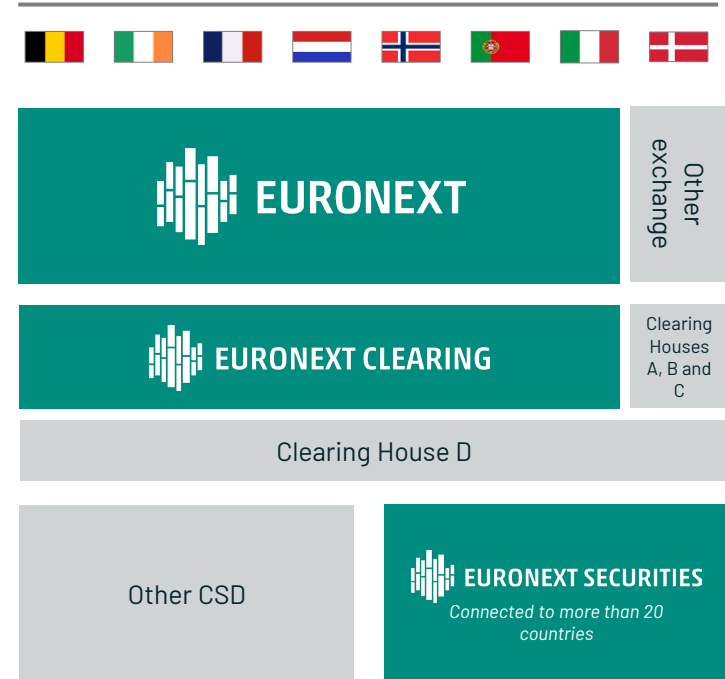 EURONEXT
Other
exchange
EURONEXT CLEARING
Clearing
Houses
A, B and
C
Clearing House D
Other CSD
EURONEXT SECURITIES
Connected to more than 20
countries